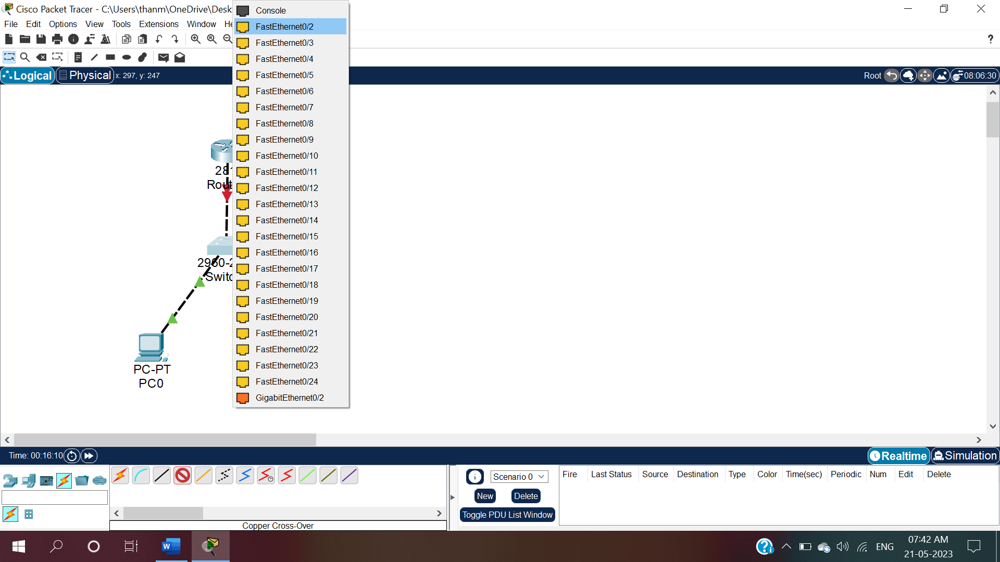 Cisco Packet Tracer - C:\Users\thanm\OneDrive\Desk
File Edit Options View Tools Extensions Window He
?
Logical Physical x: 297, y: 247
Root 08:06:30
Console
FastEthernet0/2
FastEthernet0/3
FastEthernet0/4
FastEthernet0/5
FastEthernet0/6
FastEthernet0/7
FastEthernet0/8
FastEthernet0/9
FastEthernet0/10
FastEthernet0/11
FastEthernet0/12
FastEthernet0/13
FastEthernet0/14
FastEthernet0/15
FastEthernet0/16
FastEthernet0/17
FastEthernet0/18
FastEthernet0/19
FastEthernet0/20
FastEthernet0/21
FastEthernet0/22
FastEthernet0/23
FastEthernet0/24
GigabitEthernet0/2
281
Rout
2960-2
Switc
PC-PT
PC0
Time: 00:16:10
Realtime Simulation
Scenario 0
New Delete
Toggle PDU List Window
Fire Last Status Source Destination Type Color Time(sec) Periodic Num Edit Delete
Copper Cross-Over
ENG
07:42 AM
21-05-2023